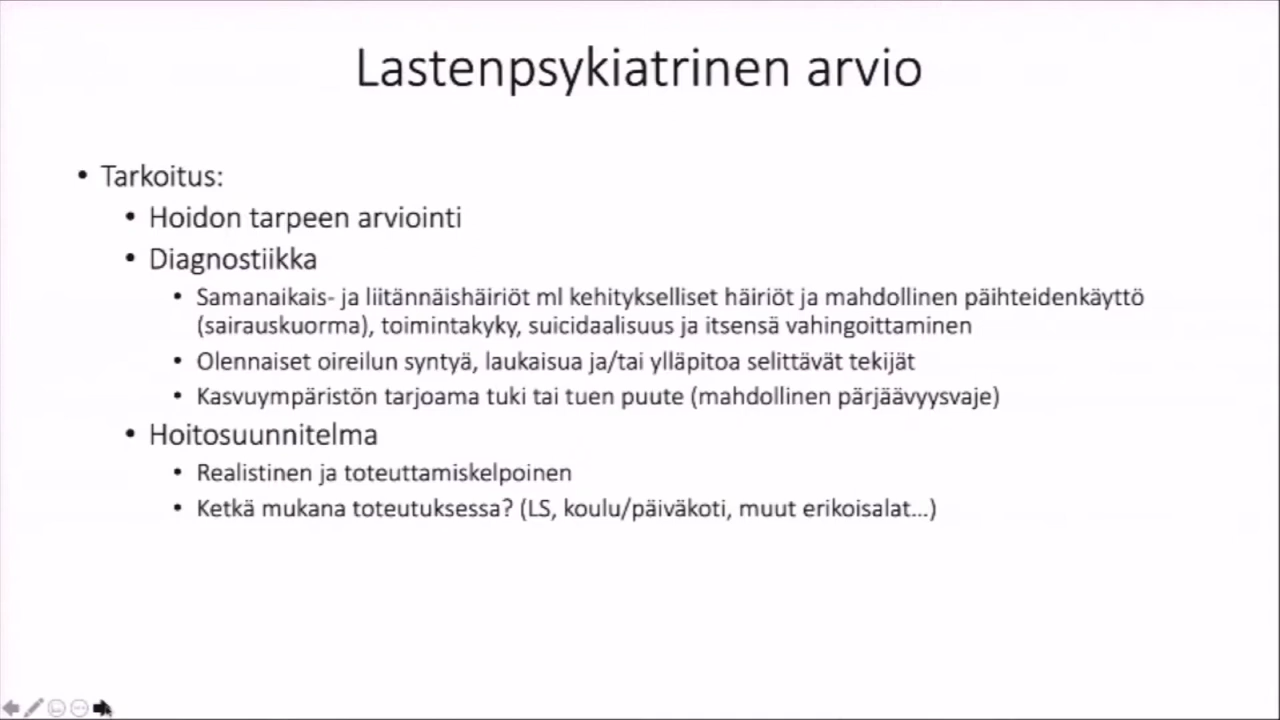 Lastenpsykiatrinen arvio
• Tarkoitus:
• Hoidon tarpeen arviointi
• Diagnostiikka
• Samanaikais- ja liitännäishäiriöt ml kehitykselliset häiriöt ja mahdollinen päihteidenkäyttö
(sairauskuorma), toimintakyky, suicidaalisuus ja itsensä vahingoittaminen
• Olennaiset oireilun syntyä, laukaisua ja/tai ylläpitoa selittävät tekijät
• Kasvuympäristön tarjoama tuki tai tuen puute (mahdollinen pärjäävyysvaje)
• Hoitosuunnitelma
• Realistinen ja toteuttamiskelpoinen
• Ketkä mukana toteutuksessa? (LS, koulu/päiväkoti, muut erikoisalat...)